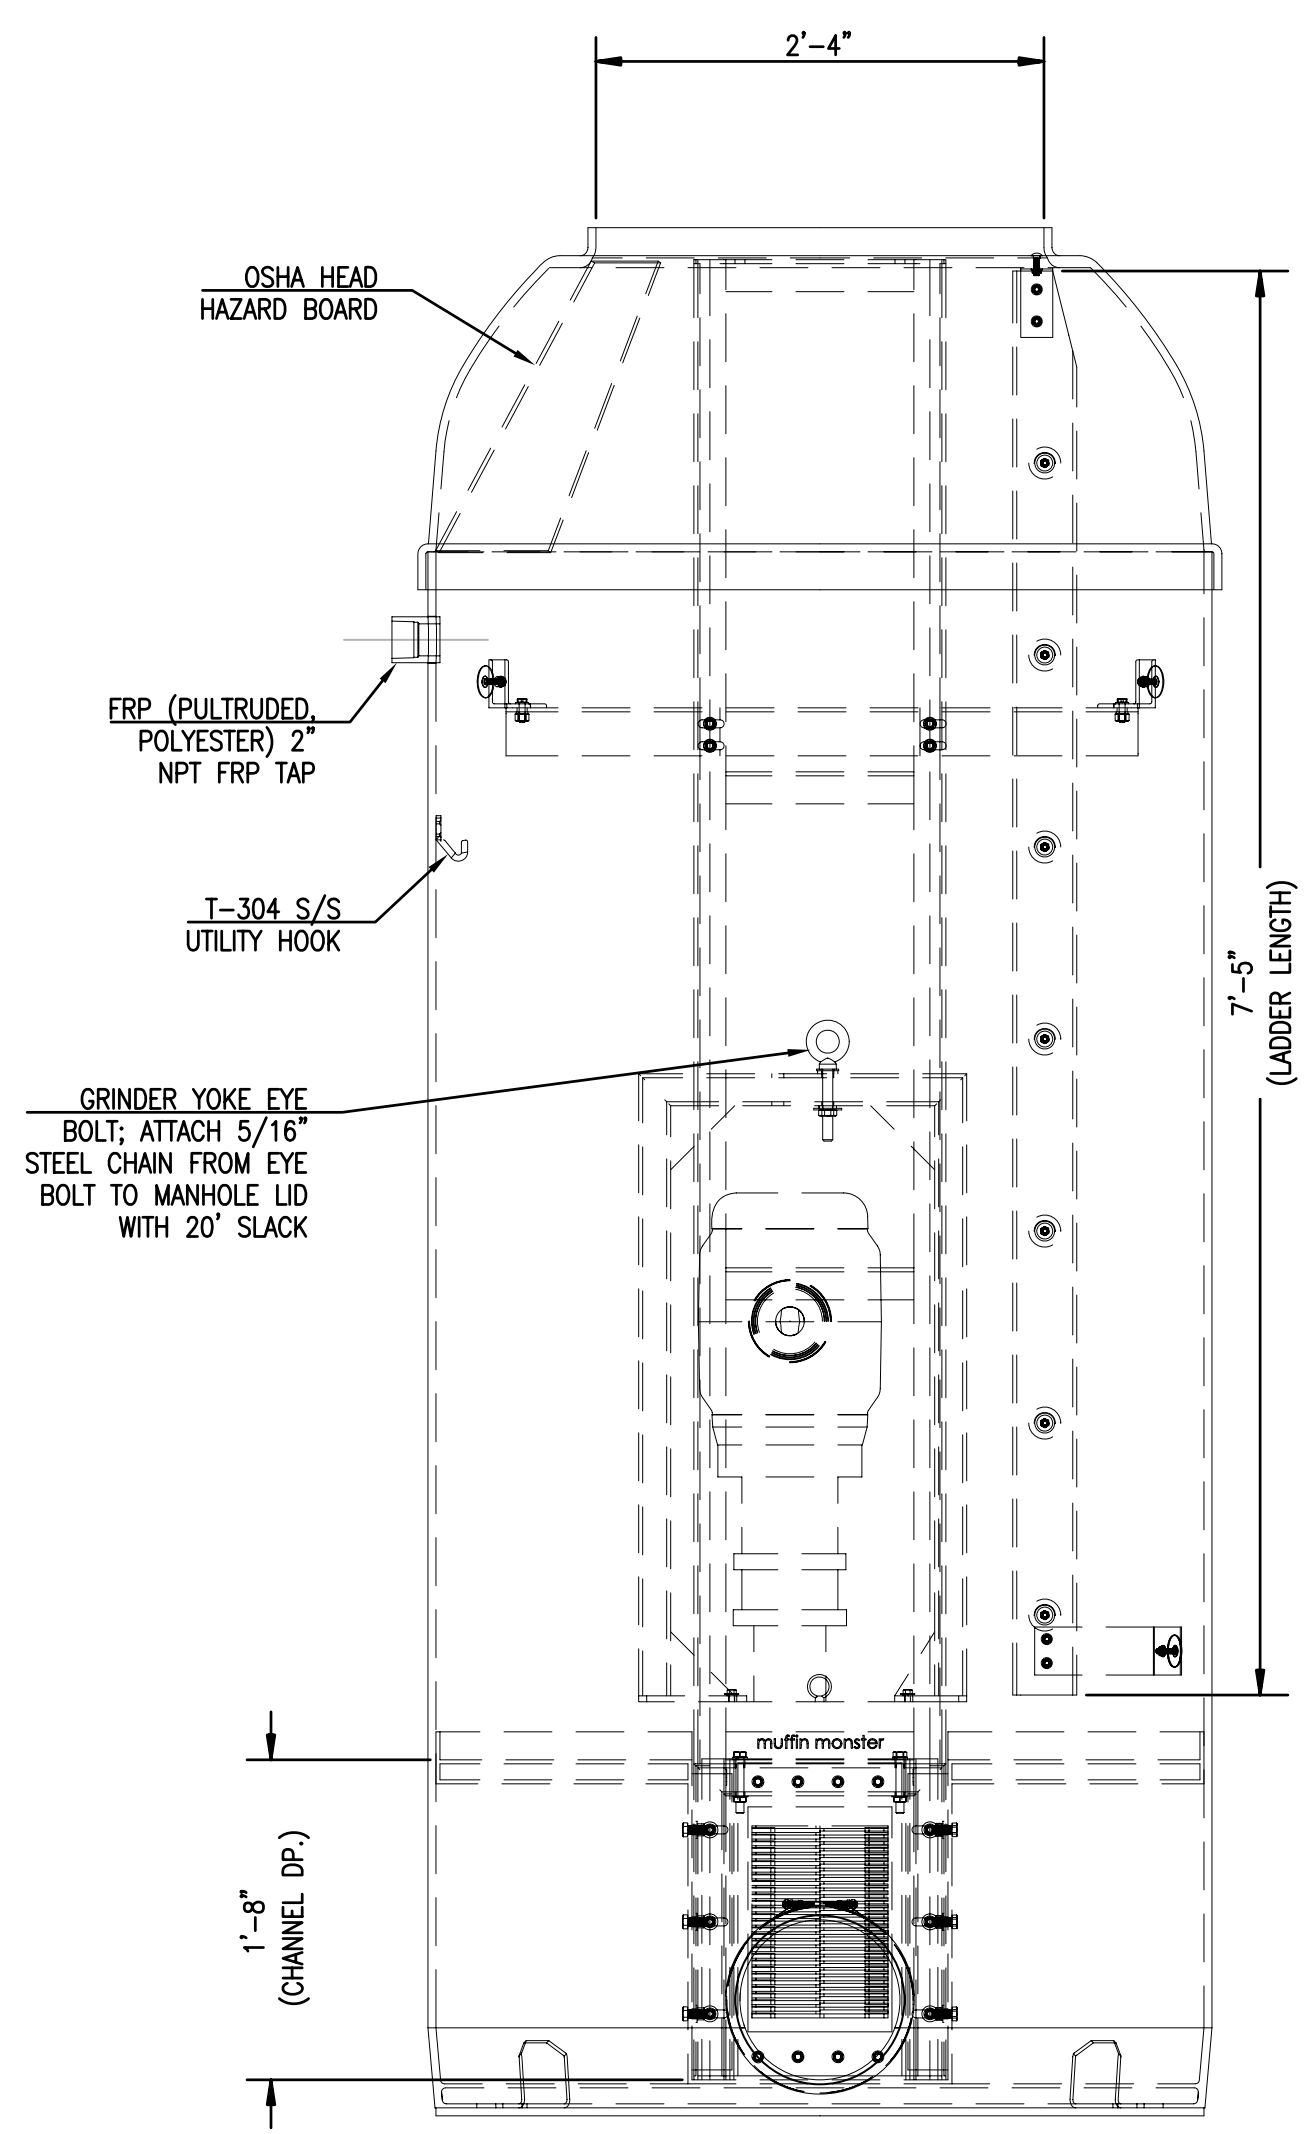 2'-4"
OSHA HEAD
HAZARD BOARD
FRP (PULTRUDED,
POLYESTER) 2"
NPT FRP TAP
T-304 S/S
UTILITY HOOK
7'-5"
(LADDER LENGTH)
GRINDER YOKE EYE
BOLT; ATTACH 5/16"
STEEL CHAIN FROM EYE
BOLT TO MANHOLE LID
WITH 20' SLACK
muffin monster
1'-8"
(CHANNEL DP.)